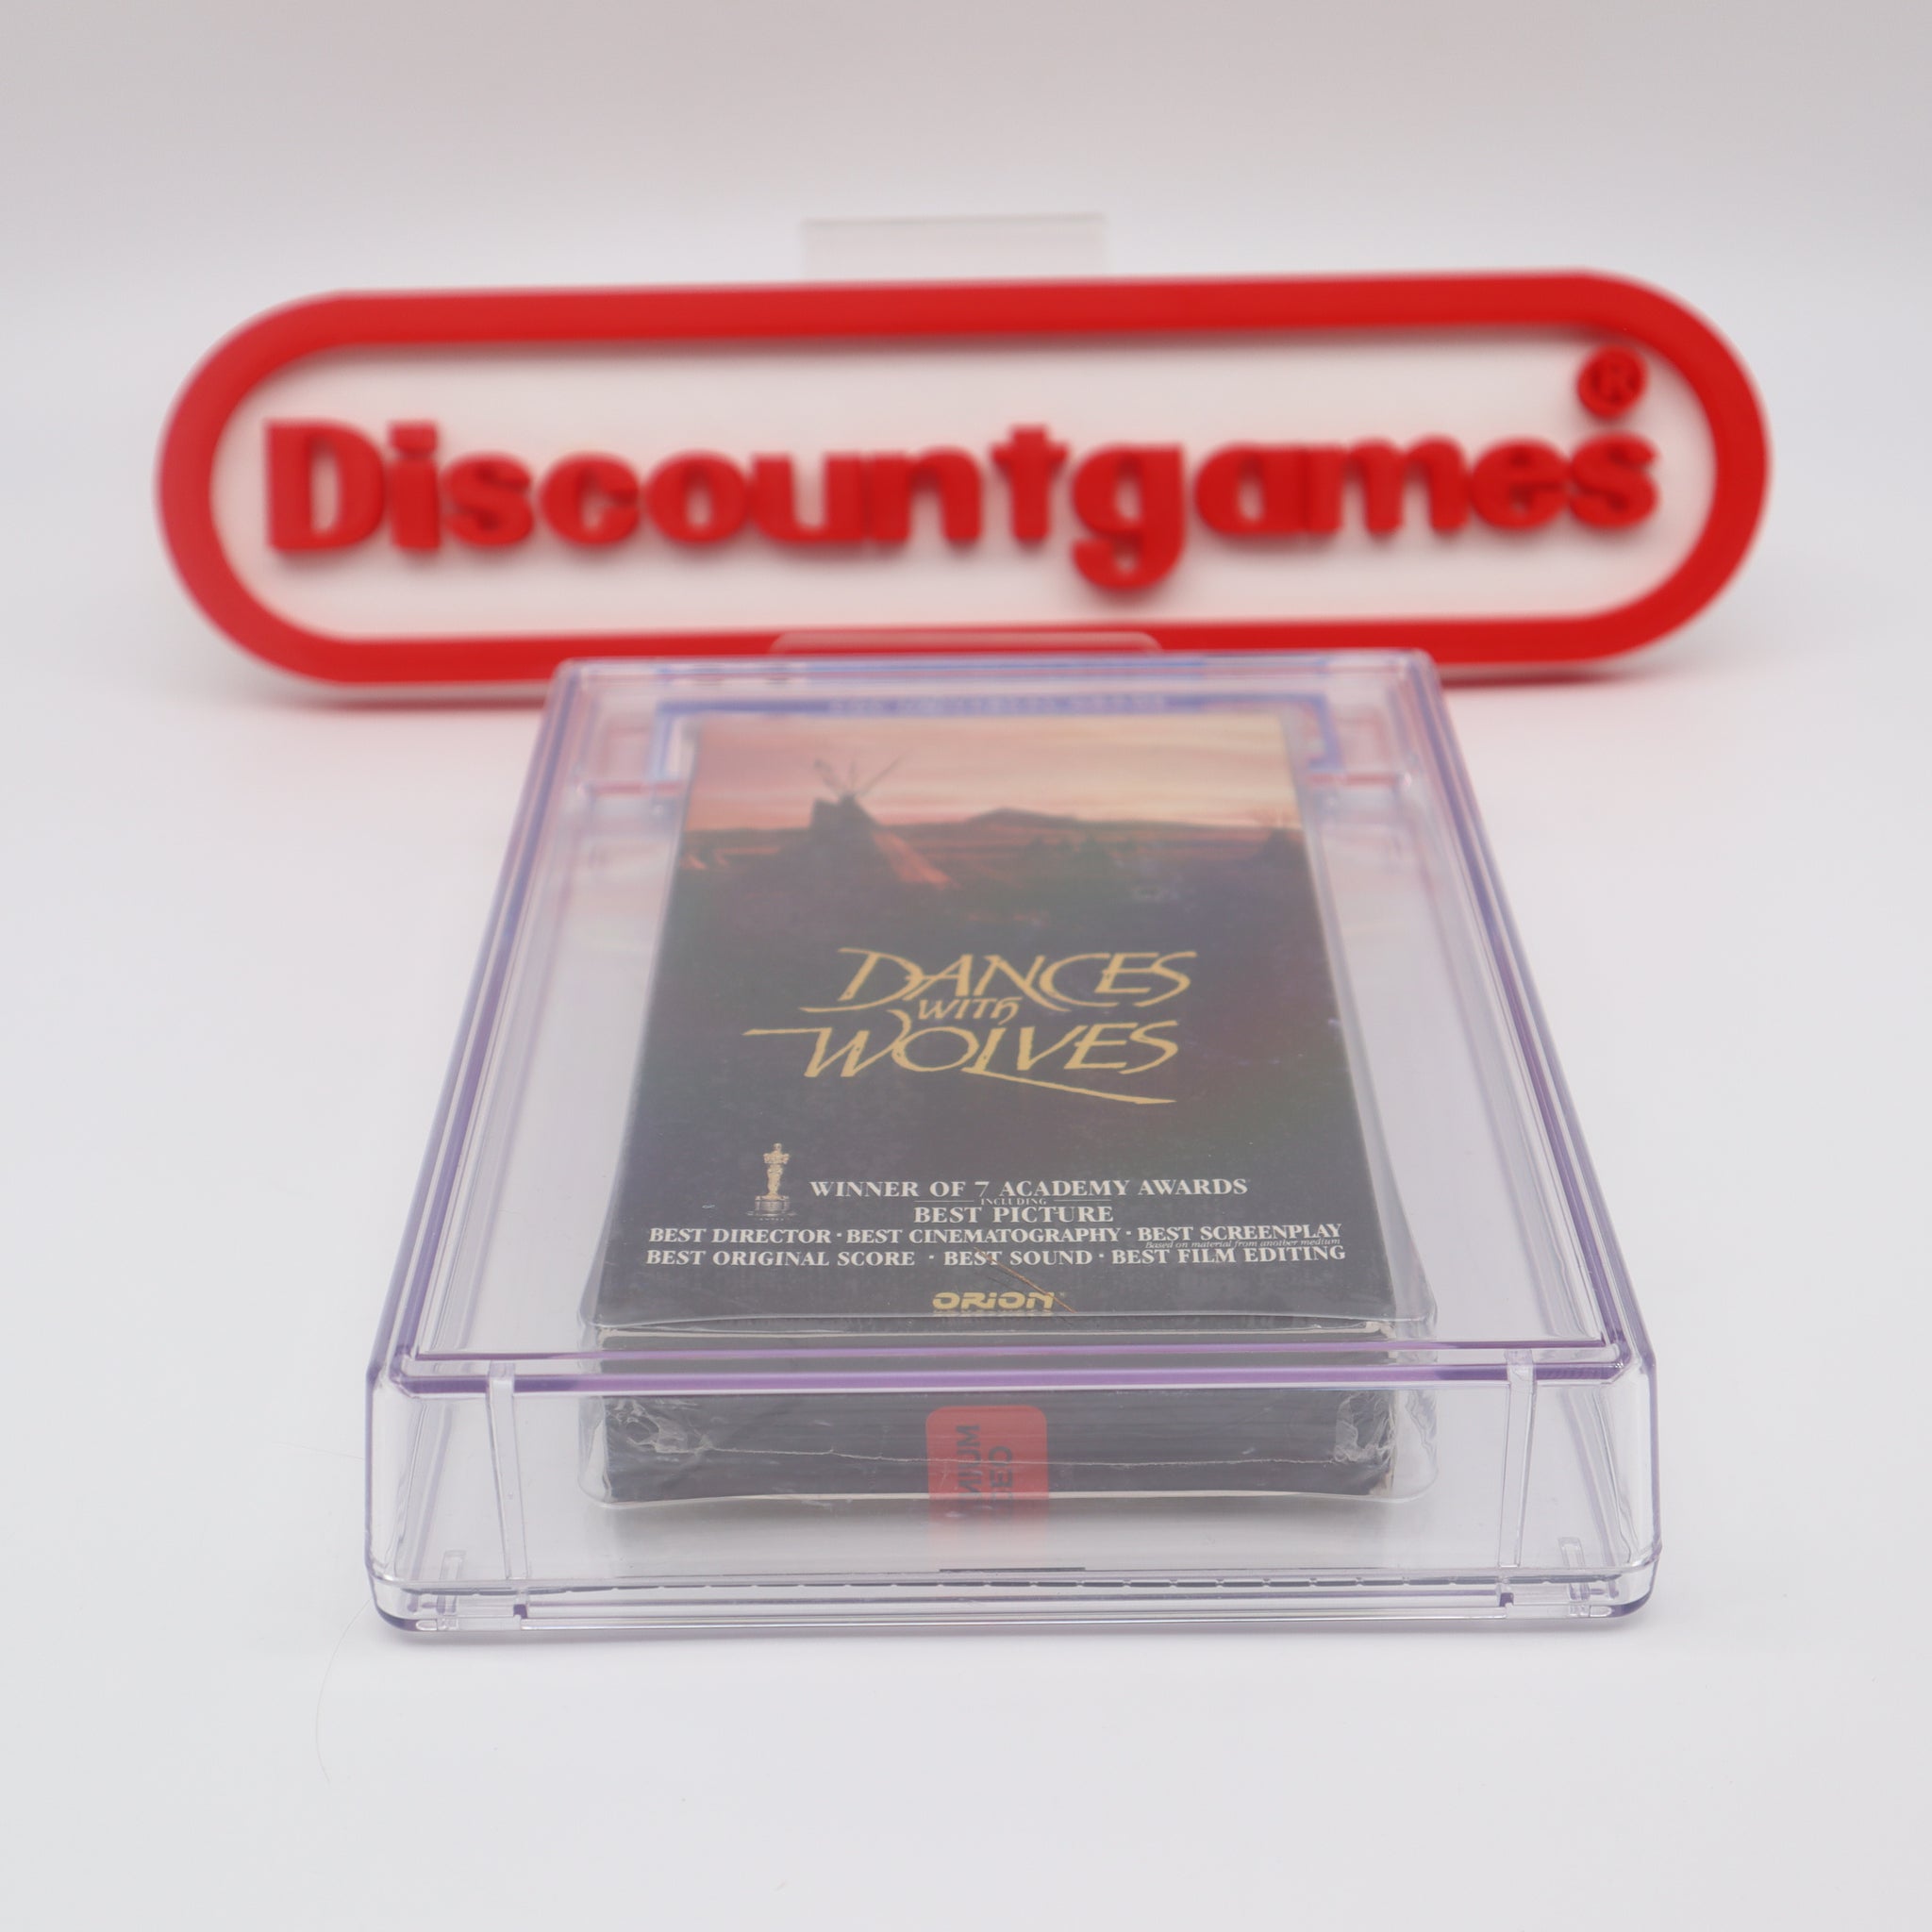 Discountgames®
DANCES
WITH
WOLVES
WINNER OF 7 ACADEMY AWARDS
INCLUDING
BEST PICTURE
BEST DIRECTOR · BEST CINEMATOGRAPHY · BEST SCREENPLAY
Based on material from another medium
BEST ORIGINAL SCORE · BEST SOUND · BEST FILM EDITING
ORION